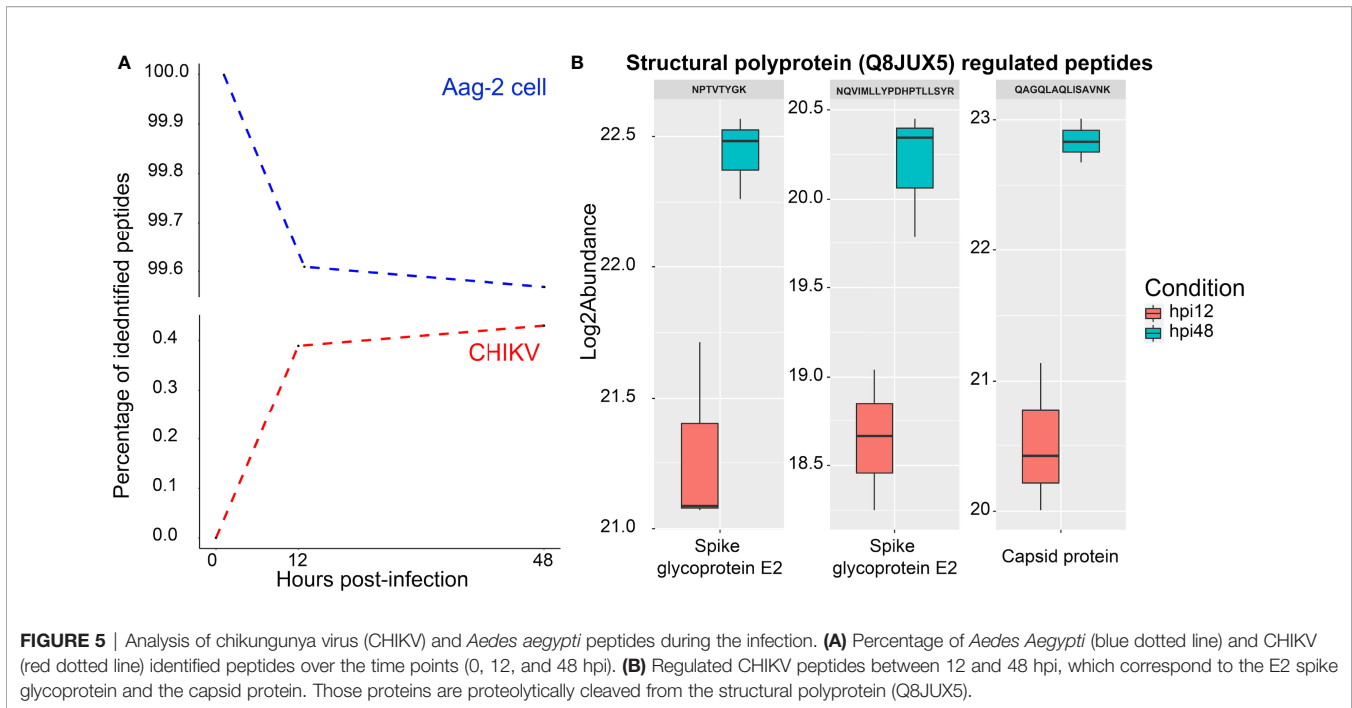 A
100.0
99.9
99.8
99.7
99.6
0.4
0.3
0.2
0.1
0.0
Percentage of idedntified peptides
Aag-2 cell
CHIKV
0 12 48
Hours post-infection
B Structural polyprotein (Q8JUX5) regulated peptides
NPTVTYGK NQVIMLLYPDHPTLLSYR QAGQLAQLISAVNK
Log2Abundance
22.5
22.0
21.5
21.0
20.5
20.0
19.5
19.0
18.5
23
22
21
20
Spike
glycoprotein E2
Spike
glycoprotein E2
Capsid protein
Condition
hpi12
hpi48
FIGURE 5 | Analysis of chikungunya virus (CHIKV) and Aedes aegypti peptides during the infection. (A) Percentage of Aedes Aegypti (blue dotted line) and CHIKV
(red dotted line) identified peptides over the time points (0, 12, and 48 hpi). (B) Regulated CHIKV peptides between 12 and 48 hpi, which correspond to the E2 spike
glycoprotein and the capsid protein. Those proteins are proteolytically cleaved from the structural polyprotein (Q8JUX5).